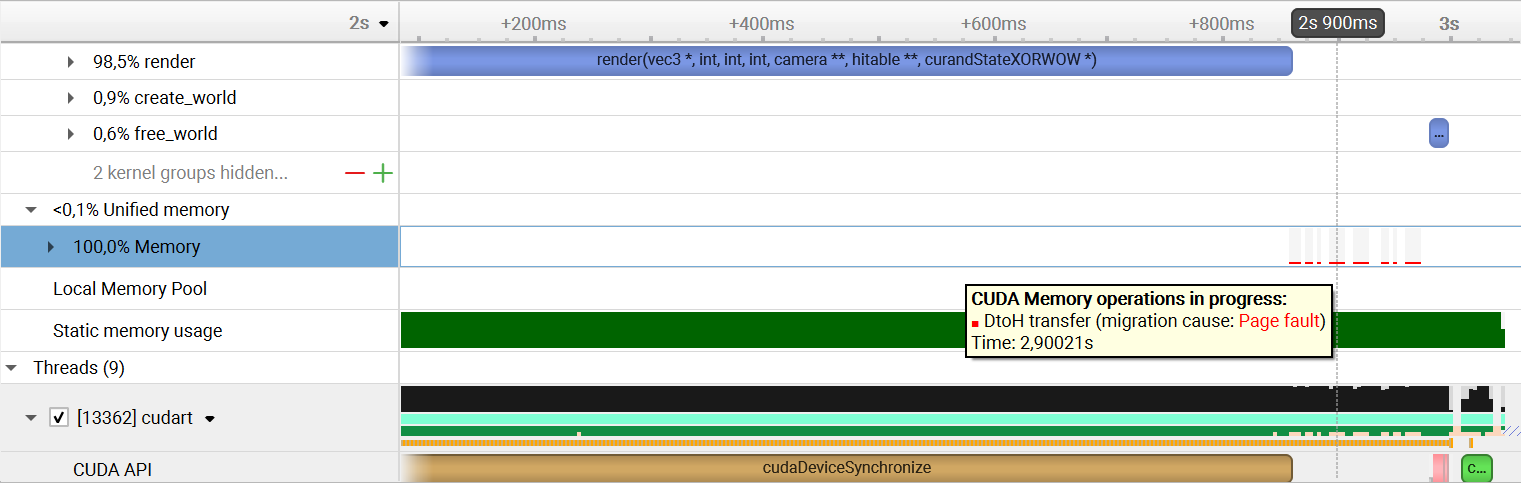 2s +200ms +400ms +600ms +800ms 2s 900ms 3s
98,5% render render(vec3 *, int, int, int, camera **, hitable **, curandStateXORWOW *)
0,9% create_world
0,6% free_world ...
2 kernel groups hidden...
<0,1% Unified memory
100,0% Memory
Local Memory Pool
CUDA Memory operations in progress:
DtoH transfer (migration cause: Page fault)
Time: 2,90021s
Static memory usage
Threads (9)
[13362] cudart
CUDA API cudaDeviceSynchronize c...